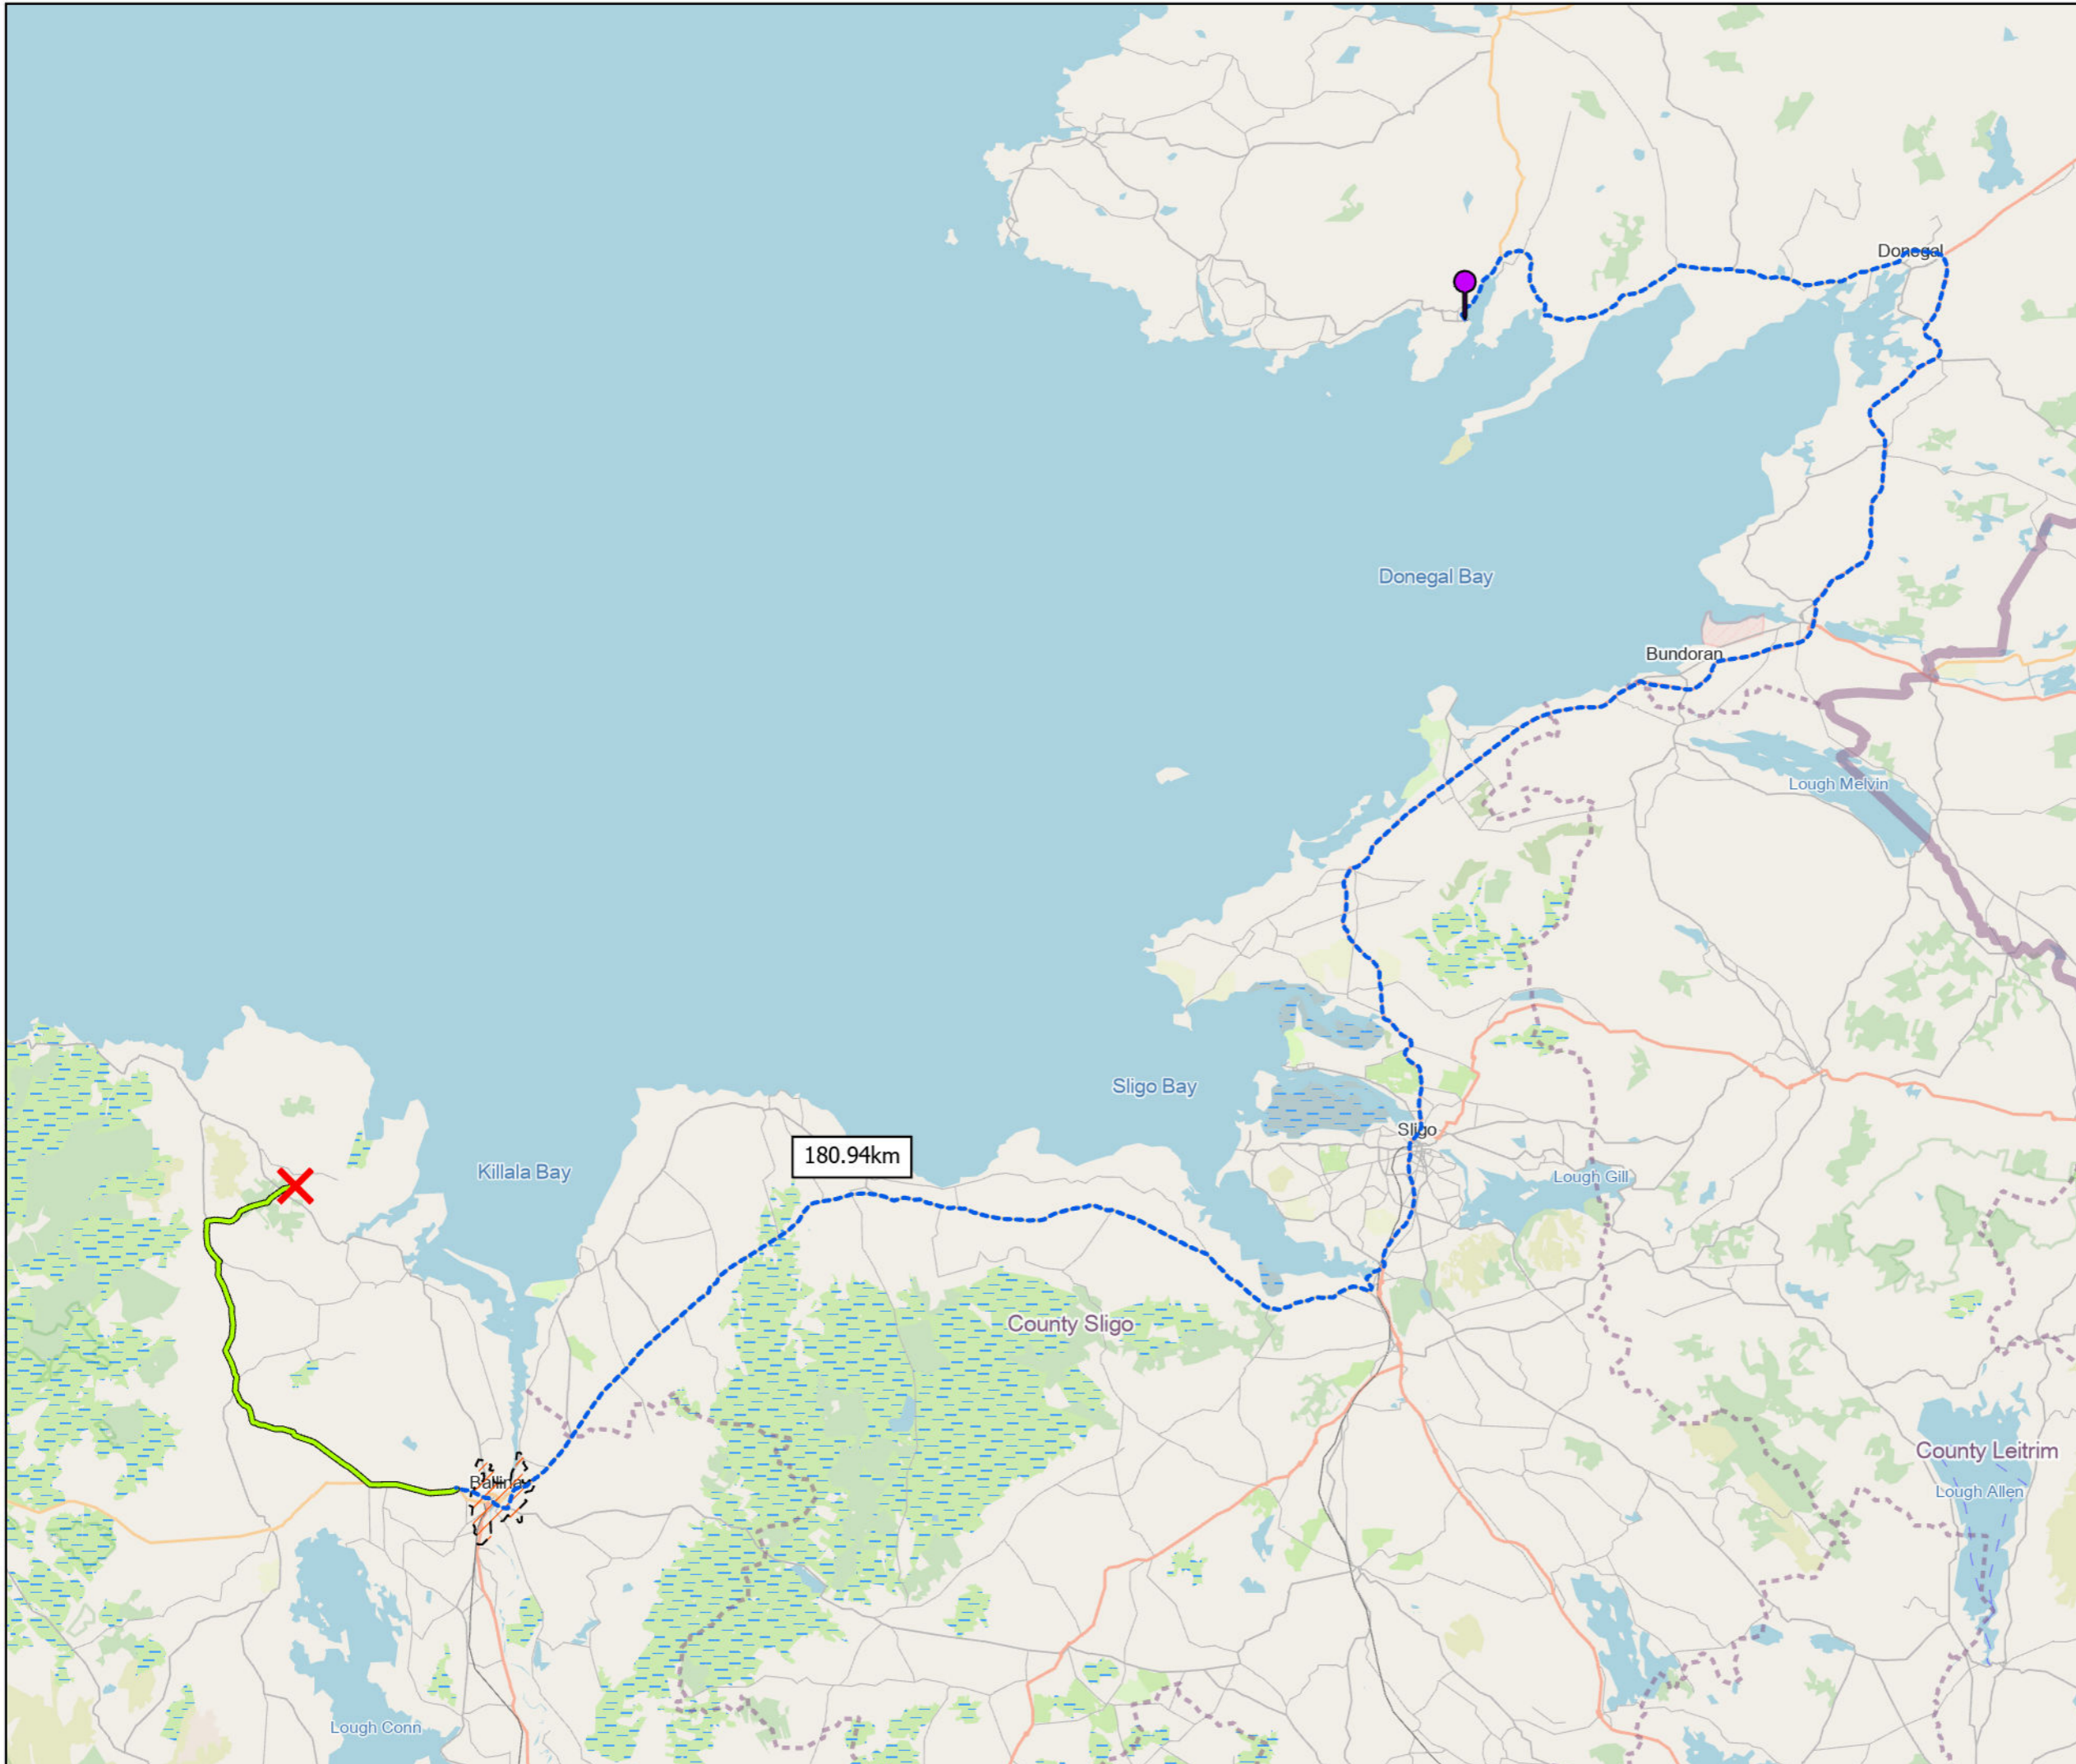 Donegal
Donegal Bay
Bundoran
Lough Melvin
Sligo Bay
Sligo
180.94km
Killala Bay
Lough Gill
County Sligo
County Leitrim
Ballina
Lough Allen
Lough Conn